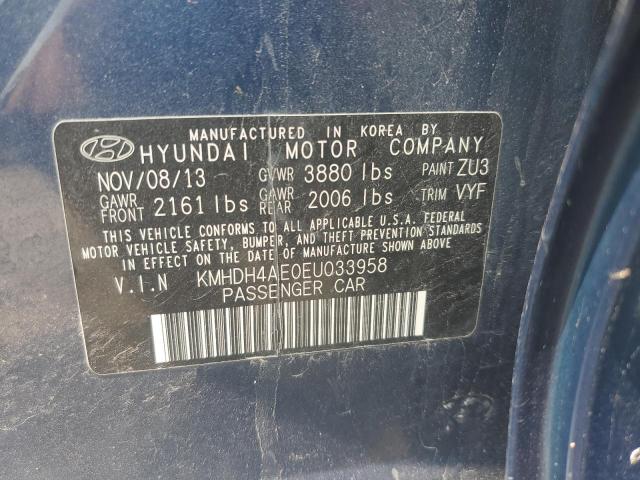 MANUFACTURED IN KOREA BY
HYUNDAI MOTOR COMPANY
NOV/08/13 GVWR 3880 lbs PAINT ZU3
GAWR FRONT 2161 lbs GAWR REAR 2006 lbs TRIM VYF
THIS VEHICLE CONFORMS TO ALL APPLICABLE U.S.A. FEDERAL
MOTOR VEHICLE SAFETY, BUMPER, AND THEFT PREVENTION STANDARDS
IN EFFECT ON THE DATE OF MANUFACTURE SHOWN ABOVE.
V.I.N KMHDH4AE0EU033958
PASSENGER CAR